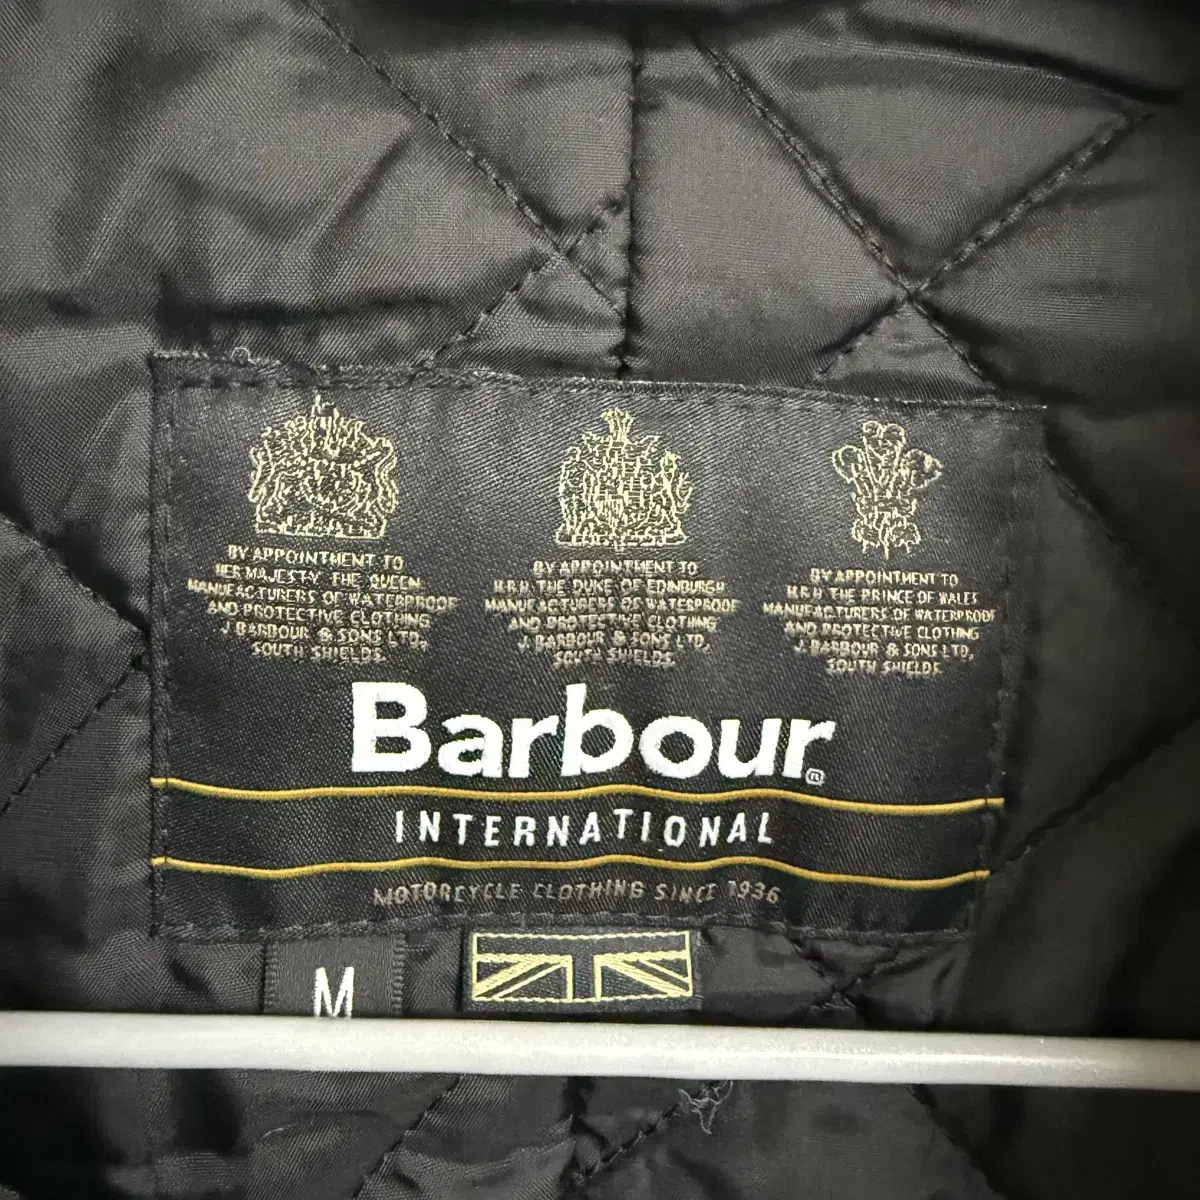 BY APPOINTMENT TO
HER MAJESTY THE QUEEN
MANUFACTURERS OF WATERPROOF
AND PROTECTIVE CLOTHING
J. BARBOUR & SONS LTD,
SOUTH SHIELDS.
BY APPOINTMENT TO
H.R.H. THE DUKE OF EDINBURGH
MANUFACTURERS OF WATERPROOF
AND PROTECTIVE CLOTHING
J. BARBOUR & SONS LTD,
SOUTH SHIELDS.
BY APPOINTMENT TO
H.R.H. THE PRINCE OF WALES
MANUFACTURERS OF WATERPROOF
AND PROTECTIVE CLOTHING
J. BARBOUR & SONS LTD,
SOUTH SHIELDS.
Barbour®
INTERNATIONAL
MOTORCYCLE CLOTHING SINCE 1936
M